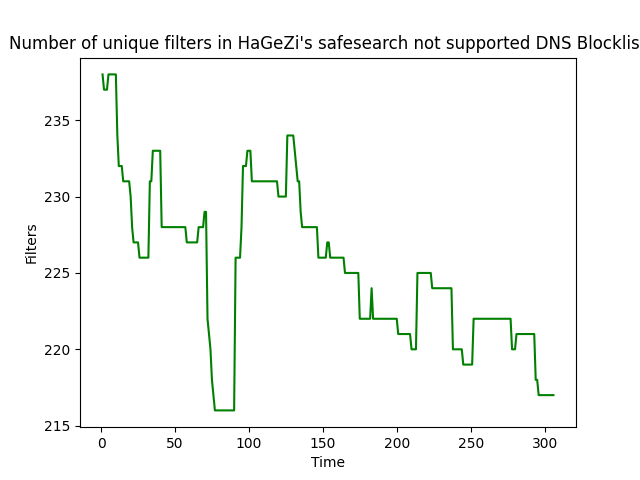 Number of unique filters in HaGeZi's safesearch not supported DNS Blocklis
235
230
225
220
215
Filters
0 50 100 150 200 250 300
Time